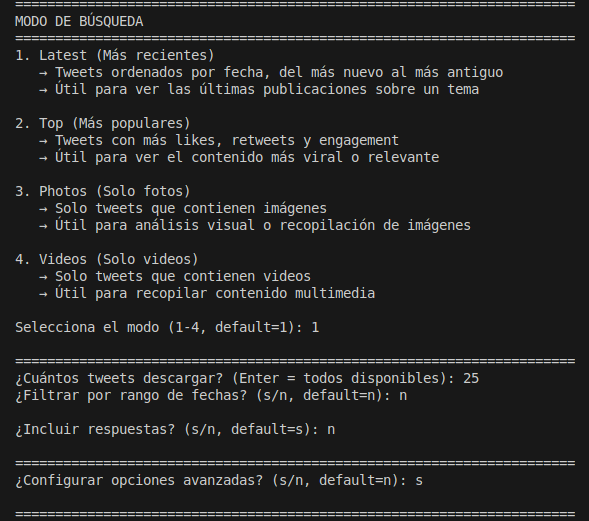 ======================================================================
MODO DE BÚSQUEDA
======================================================================
1. Latest (Más recientes)
   → Tweets ordenados por fecha, del más nuevo al más antiguo
   → Útil para ver las últimas publicaciones sobre un tema

2. Top (Más populares)
   → Tweets con más likes, retweets y engagement
   → Útil para ver el contenido más viral o relevante

3. Photos (Solo fotos)
   → Solo tweets que contienen imágenes
   → Útil para análisis visual o recopilación de imágenes

4. Videos (Solo videos)
   → Solo tweets que contienen videos
   → Útil para recopilar contenido multimedia

Selecciona el modo (1-4, default=1): 1

======================================================================
¿Cuántos tweets descargar? (Enter = todos disponibles): 25
¿Filtrar por rango de fechas? (s/n, default=n): n

¿Incluir respuestas? (s/n, default=s): n

======================================================================
¿Configurar opciones avanzadas? (s/n, default=n): s

======================================================================